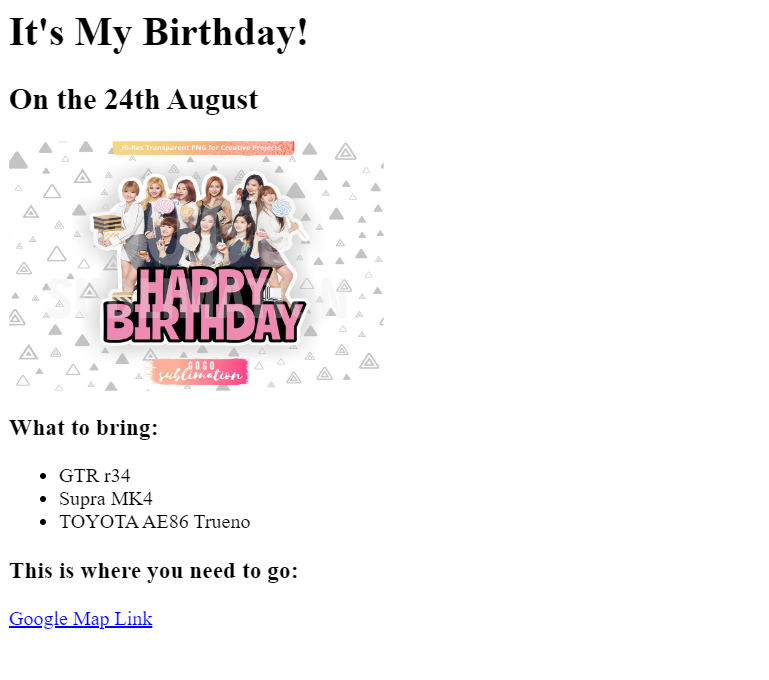 It's My Birthday!
On the 24th August
Hi-Res Transparent PNG for Creative Projects
HAPPY
BIRTHDAY
GOGO
sublimation
What to bring:
GTR r34
Supra MK4
TOYOTA AE86 Trueno
This is where you need to go:
Google Map Link